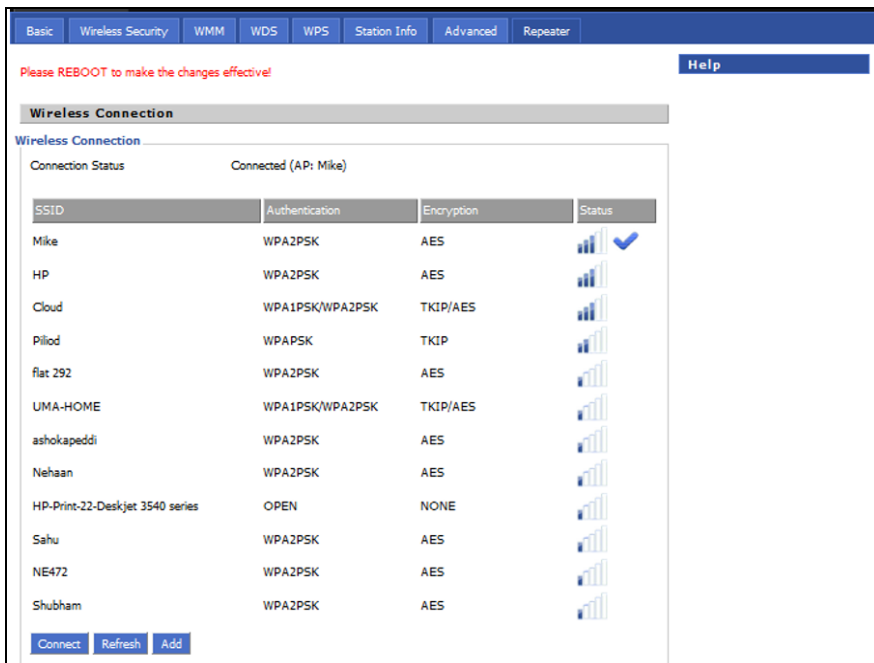 Basic Wireless Security WMM WDS WPS Station Info Advanced Repeater
Help
Please REBOOT to make the changes effective!
Wireless Connection
Wireless Connection
Connection Status Connected (AP: Mike)
SSID Authentication Encryption Status
Mike WPA2PSK AES
HP WPA2PSK AES
Cloud WPA1PSK/WPA2PSK TKIP/AES
Piliod WPAPSK TKIP
flat 292 WPA2PSK AES
UMA-HOME WPA1PSK/WPA2PSK TKIP/AES
ashokapeddi WPA2PSK AES
Nehaan WPA2PSK AES
HP-Print-22-Deskjet 3540 series OPEN NONE
Sahu WPA2PSK AES
NE472 WPA2PSK AES
Shubham WPA2PSK AES
Connect Refresh Add